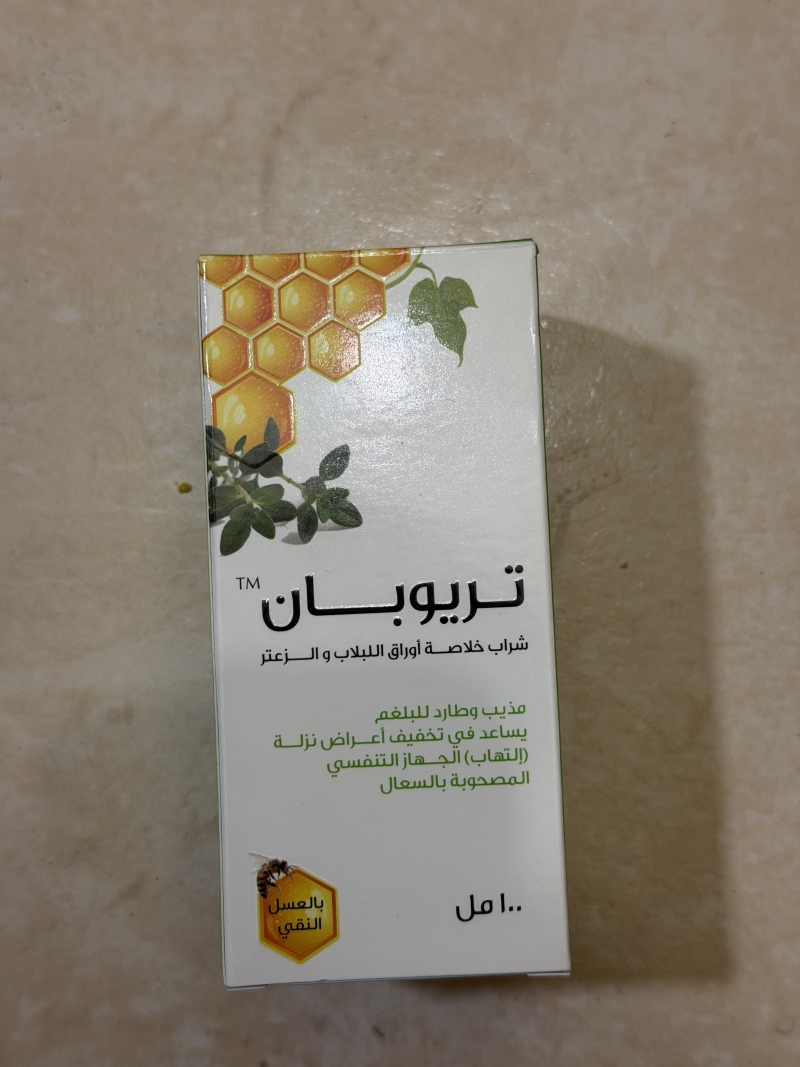 تريوبان™
شراب خلاصة أوراق اللبلاب و الزعتر
مذيب وطارد للبلغم
يساعد في تخفيف أعراض نزلة
(إلتهاب) الجهاز التنفسي
المصحوبة بالسعال
١٠٠ مل
بالعسل
النقي